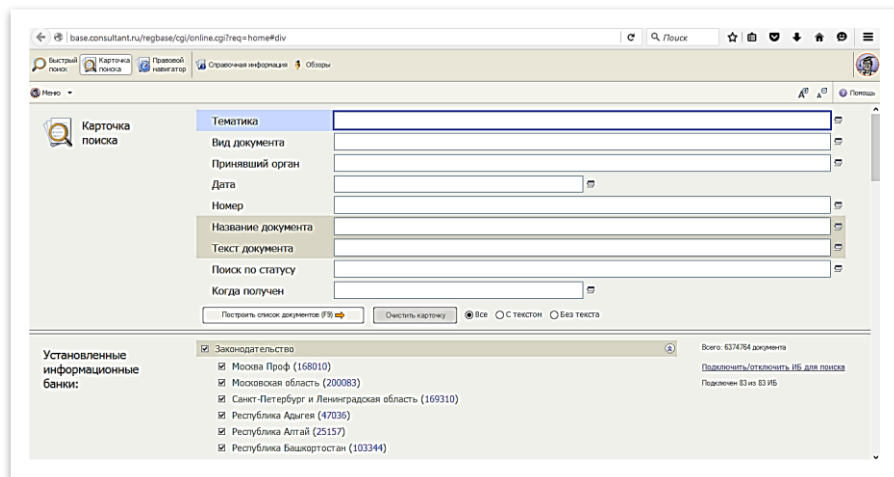 base.consultant.ru/regbase/cgi/online.cgi?req=home#div
Поиск
Быстрый поиск
Карточка поиска
Правовой навигатор
Справочная информация
Обзоры
Меню
Помощь
Карточка
поиска
Тематика
Вид документа
Принявший орган
Дата
Номер
Название документа
Текст документа
Поиск по статусу
Когда получен
Построить список документов (F9)
Очистить карточку
Все
С текстом
Без текста
Установленные
информационные
банки:
Законодательство
Москва Проф (168010)
Московская область (200083)
Санкт-Петербург и Ленинградская область (169310)
Республика Адыгея (47036)
Республика Алтай (25157)
Республика Башкортостан (103344)
Всего: 6374764 документа
Подключить/отключить ИБ для поиска
Подключен 83 из 83 ИБ